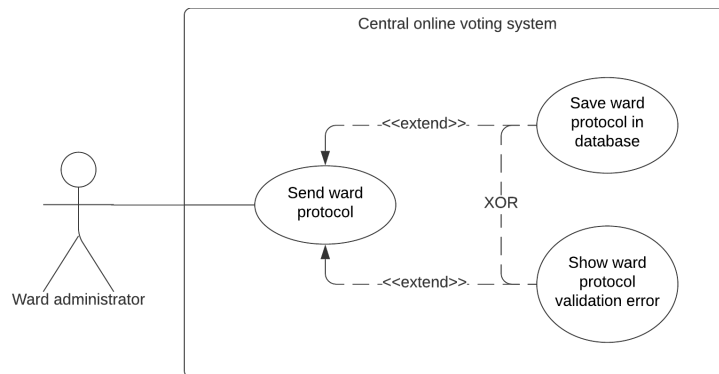 Central online voting system
Save ward
protocol in
database
<<extend>>
Send ward
protocol
XOR
<<extend>>
Show ward
protocol
validation error
Ward administrator